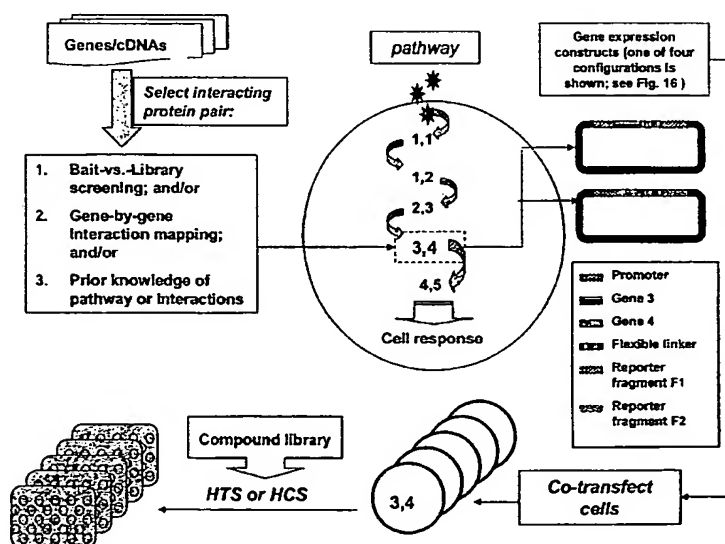 Genes/cDNAs
Select interacting
protein pair:
1. Bait-vs.-Library
screening; and/or
2. Gene-by-gene
Interaction mapping;
and/or
3. Prior knowledge of
pathway or Interactions
pathway
1,1
1,2
2,3
3,4
4,5
Cell response
Gene expression
constructs (one of four
configurations is
shown; see Fig. 16 )
Promoter
Gene 3
Gene 4
Flexible linker
Reporter
fragment F1
Reporter
fragment F2
Compound library
HTS or HCS
3,4
Co-transfect
cells